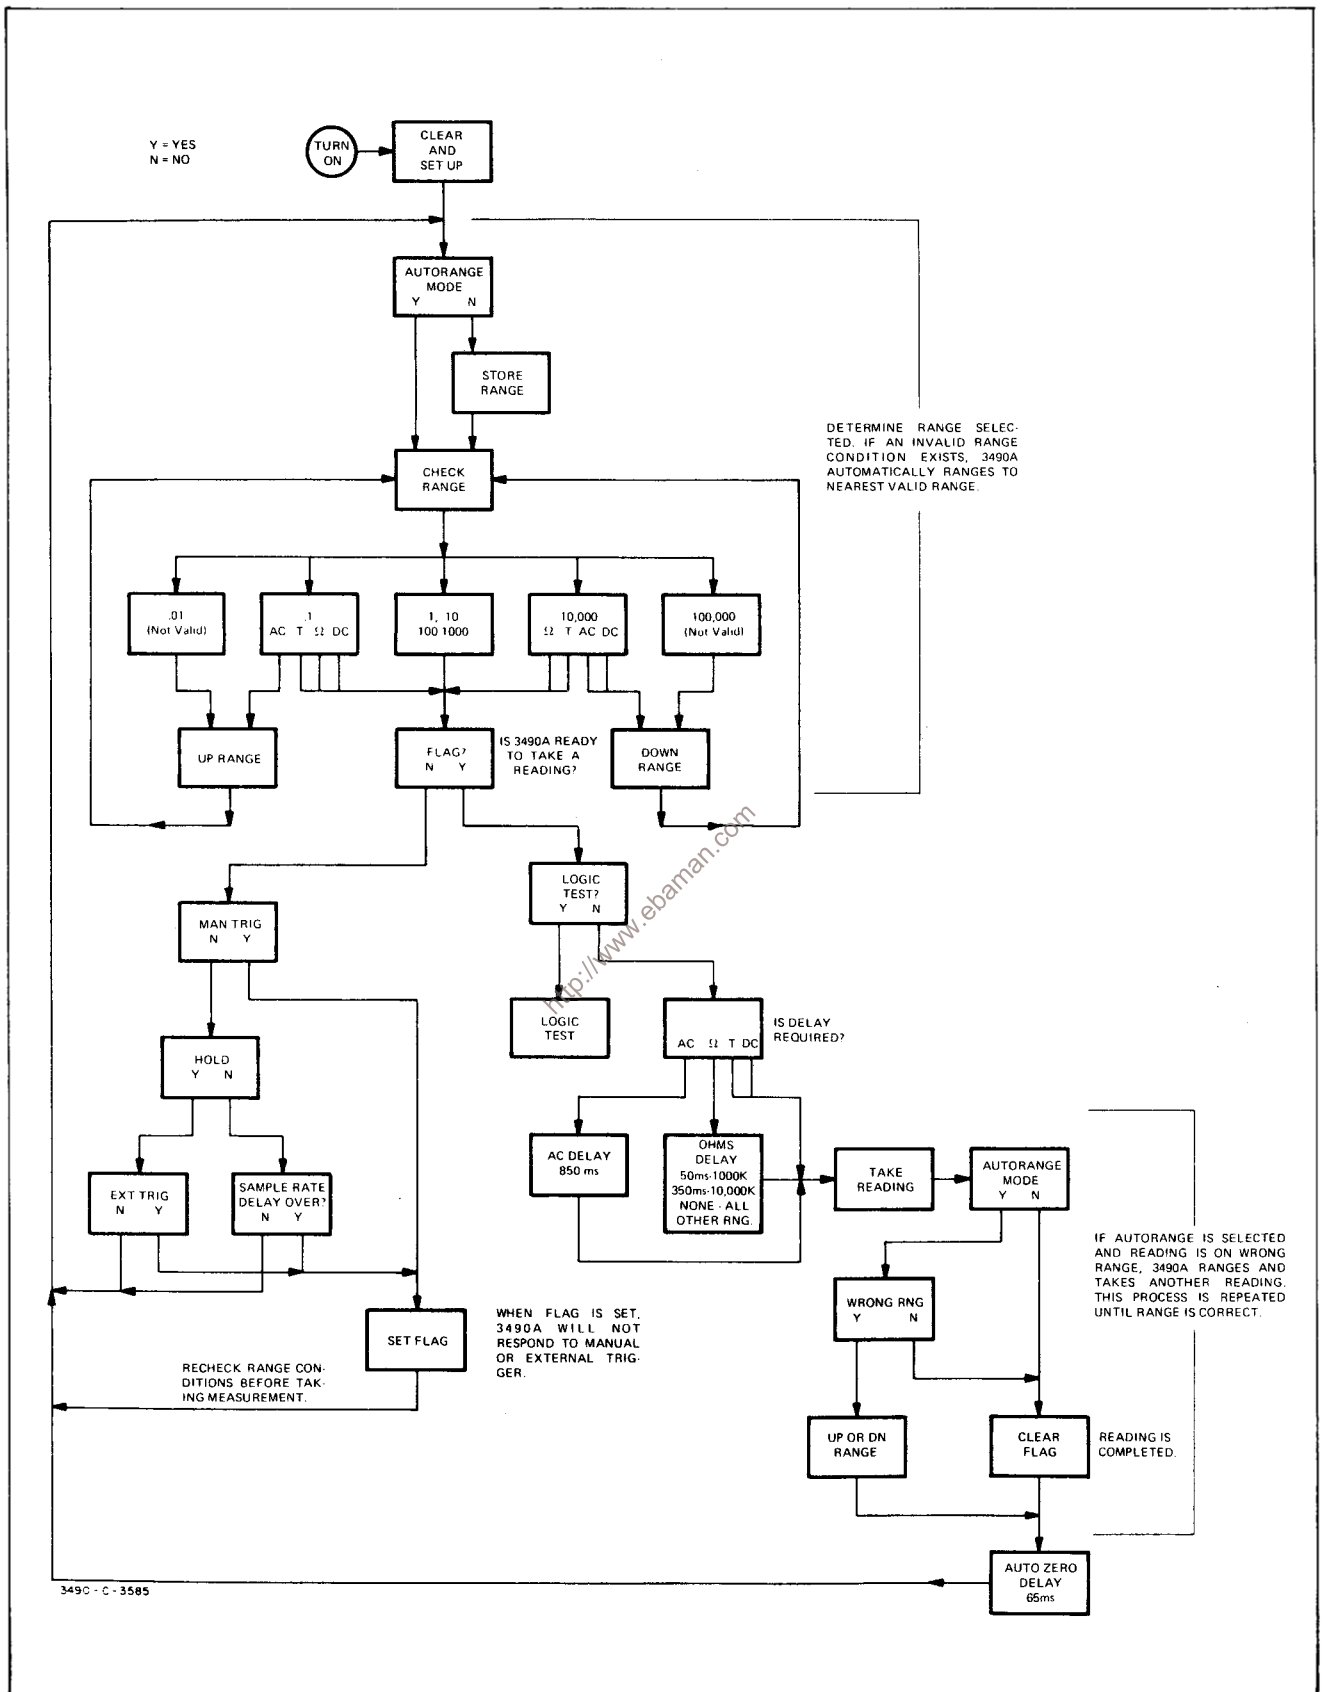 Y = YES
N = NO
TURN
ON
CLEAR
AND
SET UP
AUTORANGE
MODE
Y N
STORE
RANGE
CHECK
RANGE
DETERMINE RANGE SELEC-
TED. IF AN INVALID RANGE
CONDITION EXISTS, 3490A
AUTOMATICALLY RANGES TO
NEAREST VALID RANGE.
.01
(Not Valid)
.1
AC T Ω DC
1, 10
100 1000
10,000
Ω T AC DC
100,000
(Not Valid)
UP RANGE
FLAG?
N Y
IS 3490A READY
TO TAKE A
READING?
DOWN
RANGE
LOGIC
TEST?
Y N
MAN TRIG
N Y
LOGIC
TEST
AC Ω T DC
IS DELAY
REQUIRED?
HOLD
Y N
EXT TRIG
N Y
SAMPLE RATE
DELAY OVER?
N Y
AC DELAY
850 ms
OHMS
DELAY
50ms-1000K
350ms-10,000K
NONE - ALL
OTHER RNG.
TAKE
READING
AUTORANGE
MODE
Y N
IF AUTORANGE IS SELECTED
AND READING IS ON WRONG
RANGE, 3490A RANGES AND
TAKES ANOTHER READING.
THIS PROCESS IS REPEATED
UNTIL RANGE IS CORRECT.
WRONG RNG
Y N
SET FLAG
WHEN FLAG IS SET,
3490A WILL NOT
RESPOND TO MANUAL
OR EXTERNAL TRIG-
GER.
RECHECK RANGE CON-
DITIONS BEFORE TAK-
ING MEASUREMENT.
UP OR DN
RANGE
CLEAR
FLAG
READING IS
COMPLETED.
AUTO ZERO
DELAY
65ms
349C - C - 3585
http://www.ebaman.com